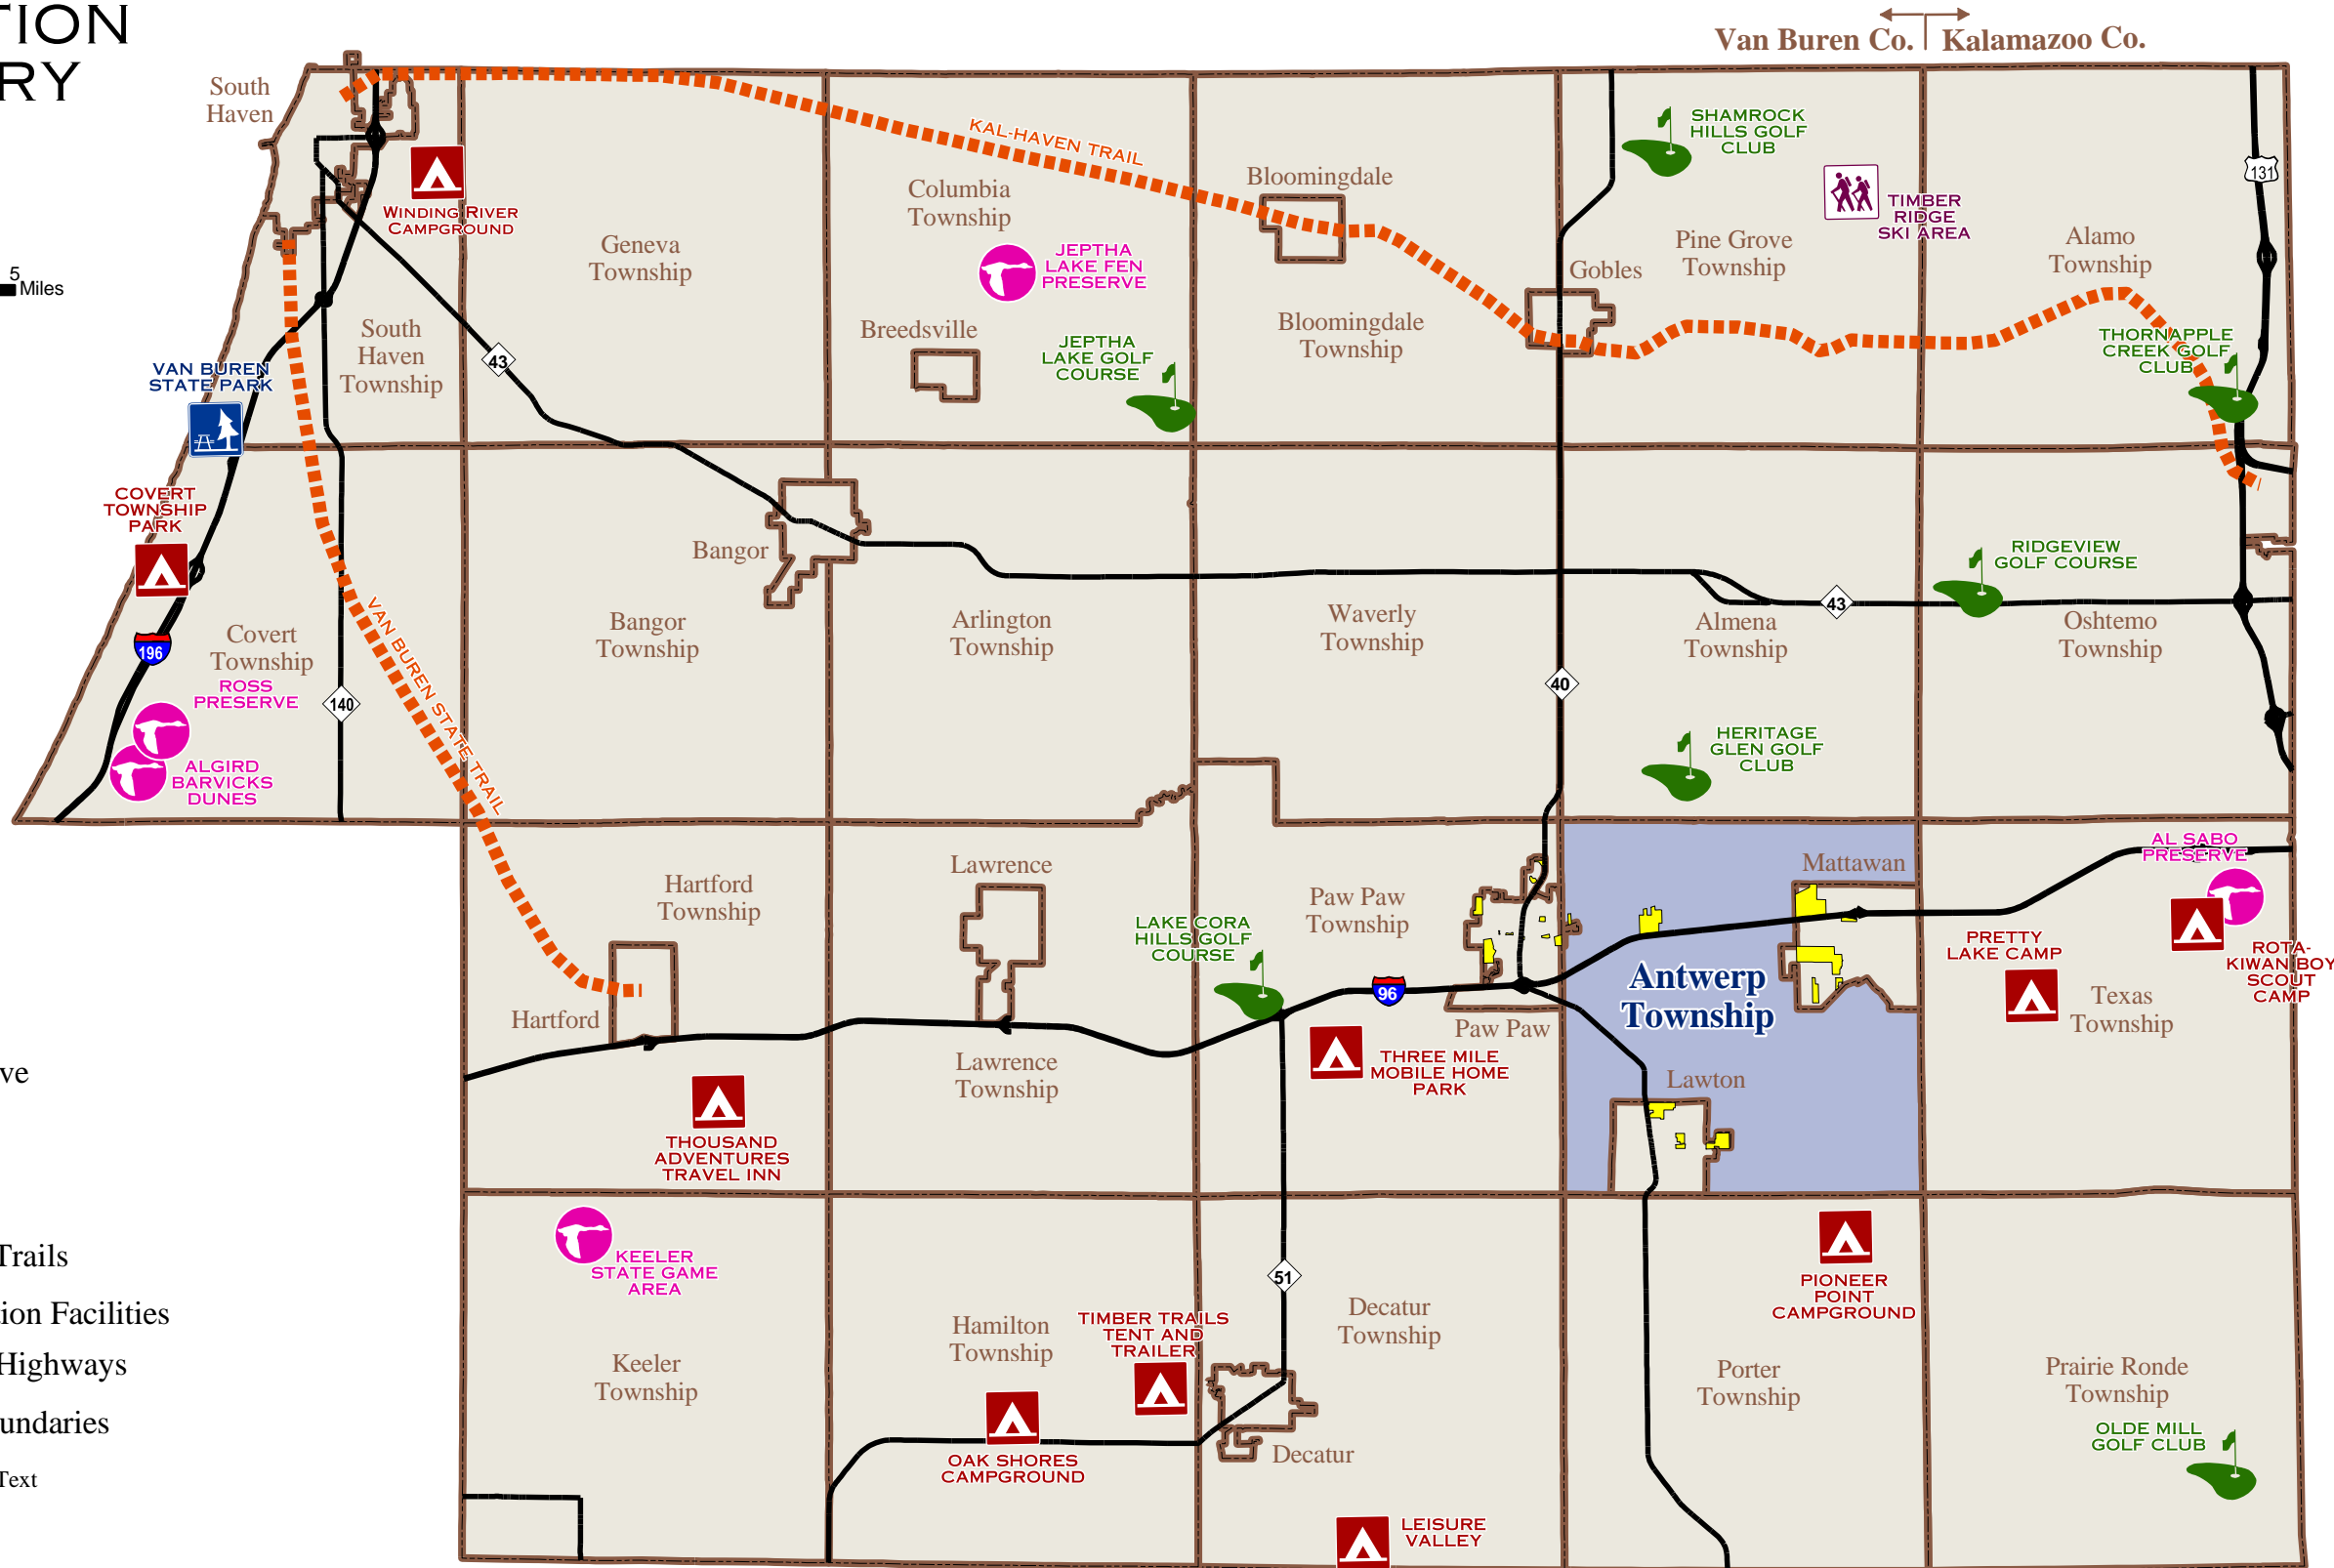 TION
RY
Van Buren Co.
Kalamazoo Co.
5
Miles
South
Haven
WINDING RIVER
CAMPGROUND
KAL-HAVEN TRAIL
Geneva
Township
Columbia
Township
JEPTHA
LAKE FEN
PRESERVE
Bloomingdale
SHAMROCK
HILLS GOLF
CLUB
TIMBER
RIDGE
SKI AREA
131
Pine Grove
Township
Alamo
Township
Gobles
South
Haven
Township
43
Breedsville
JEPTHA
LAKE GOLF
COURSE
Bloomingdale
Township
THORNAPPLE
CREEK GOLF
CLUB
VAN BUREN
STATE PARK
COVERT
TOWNSHIP
PARK
196
Covert
Township
ROSS
PRESERVE
140
ALGIRD
BARVICKS
DUNES
VAN BUREN STATE TRAIL
Bangor
Bangor
Township
Arlington
Township
Waverly
Township
40
Almena
Township
43
RIDGEVIEW
GOLF COURSE
Oshtemo
Township
HERITAGE
GLEN GOLF
CLUB
Hartford
Township
Lawrence
LAKE CORA
HILLS GOLF
COURSE
Paw Paw
Township
Mattawan
AL SABO
PRESERVE
Antwerp
Township
PRETTY
LAKE CAMP
ROTA-
KIWAN BOY
SCOUT
CAMP
Texas
Township
96
Hartford
Paw Paw
Lawrence
Township
THREE MILE
MOBILE HOME
PARK
Lawton
THOUSAND
ADVENTURES
TRAVEL INN
ve
Trails
tion Facilities
Highways
undaries
Text
KEELER
STATE GAME
AREA
Keeler
Township
Hamilton
Township
TIMBER TRAILS
TENT AND
TRAILER
51
Decatur
Township
PIONEER
POINT
CAMPGROUND
Porter
Township
Prairie Ronde
Township
OAK SHORES
CAMPGROUND
Decatur
OLDE MILL
GOLF CLUB
LEISURE
VALLEY